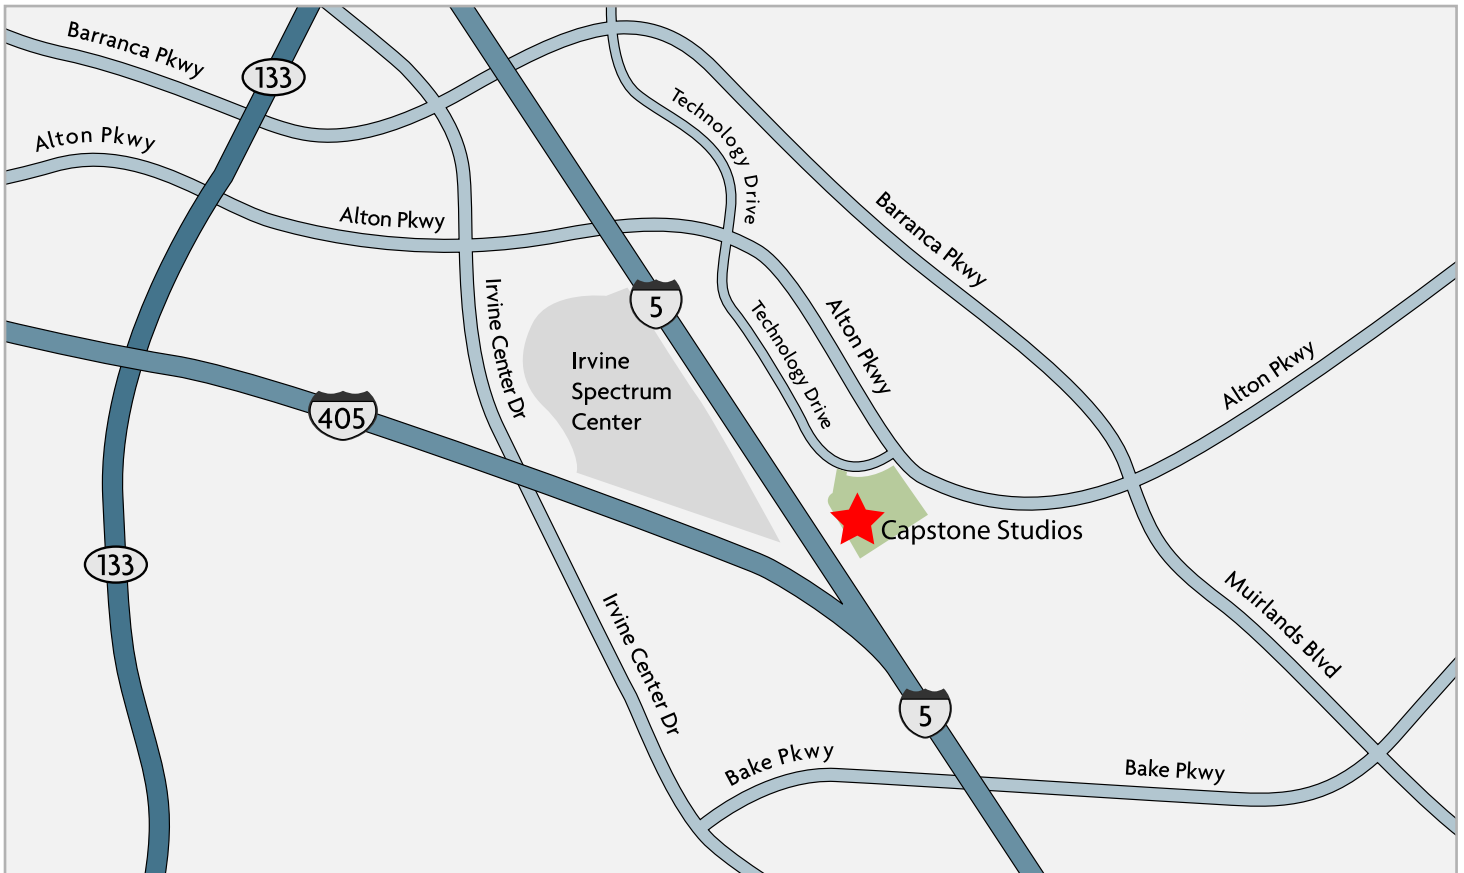 Barranca Pkwy
133
Alton Pkwy
Technology Drive
Alton Pkwy
Barranca Pkwy
Irvine Center Dr
5
Technology Drive
Alton Pkwy
Irvine
Spectrum
Center
Alton Pkwy
405
Capstone Studios
133
Muirlands Blvd
Irvine Center Dr
5
Bake Pkwy
Bake Pkwy